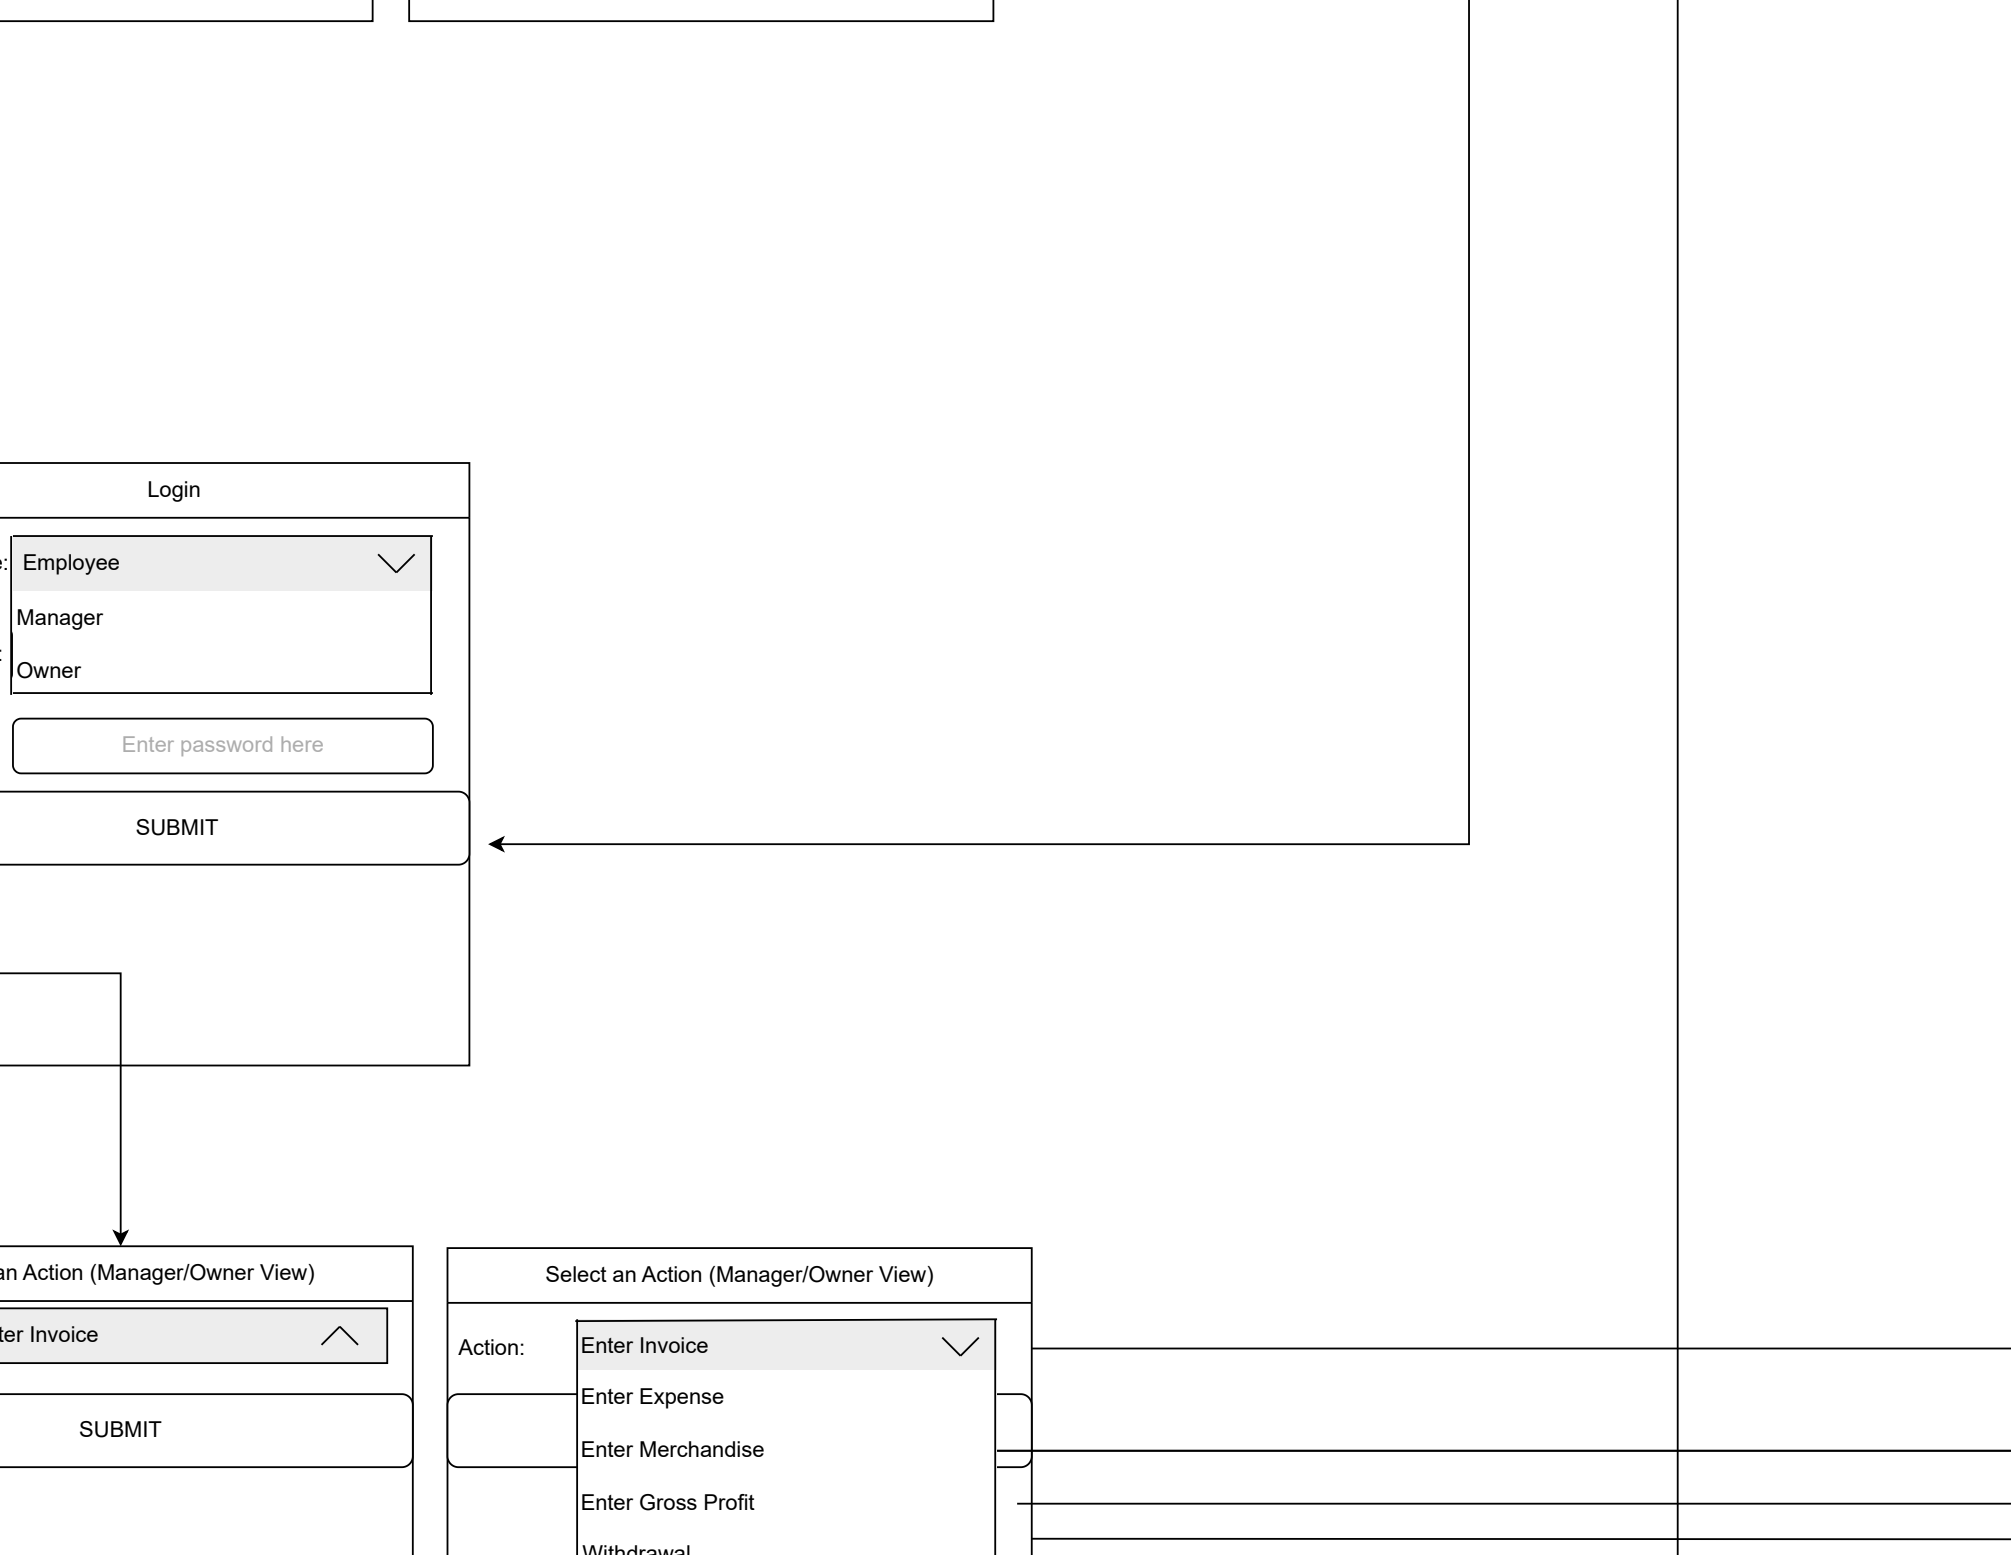 Login
e:
Employee
Manager
:
Owner
Enter password here
SUBMIT
an Action (Manager/Owner View)
ter Invoice
SUBMIT
Select an Action (Manager/Owner View)
Action:
Enter Invoice
Enter Expense
Enter Merchandise
Enter Gross Profit
Withdrawal